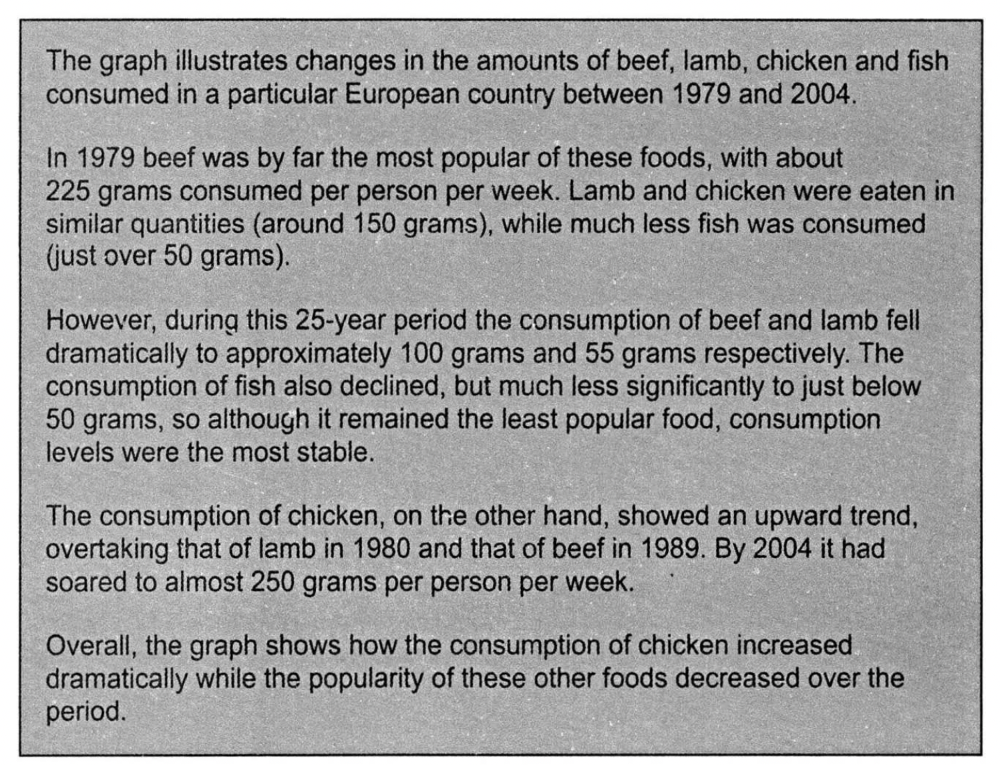 The graph illustrates changes in the amounts of beef, lamb, chicken and fish
consumed in a particular European country between 1979 and 2004.
In 1979 beef was by far the most popular of these foods, with about
225 grams consumed per person per week. Lamb and chicken were eaten in
similar quantities (around 150 grams), while much less fish was consumed
(just over 50 grams).
However, during this 25-year period the consumption of beef and lamb fell
dramatically to approximately 100 grams and 55 grams respectively. The
consumption of fish also declined, but much less significantly to just below
50 grams, so although it remained the least popular food, consumption
levels were the most stable.
The consumption of chicken, on the other hand, showed an upward trend,
overtaking that of lamb in 1980 and that of beef in 1989. By 2004 it had
soared to almost 250 grams per person per week.
Overall, the graph shows how the consumption of chicken increased
dramatically while the popularity of these other foods decreased over the
period.